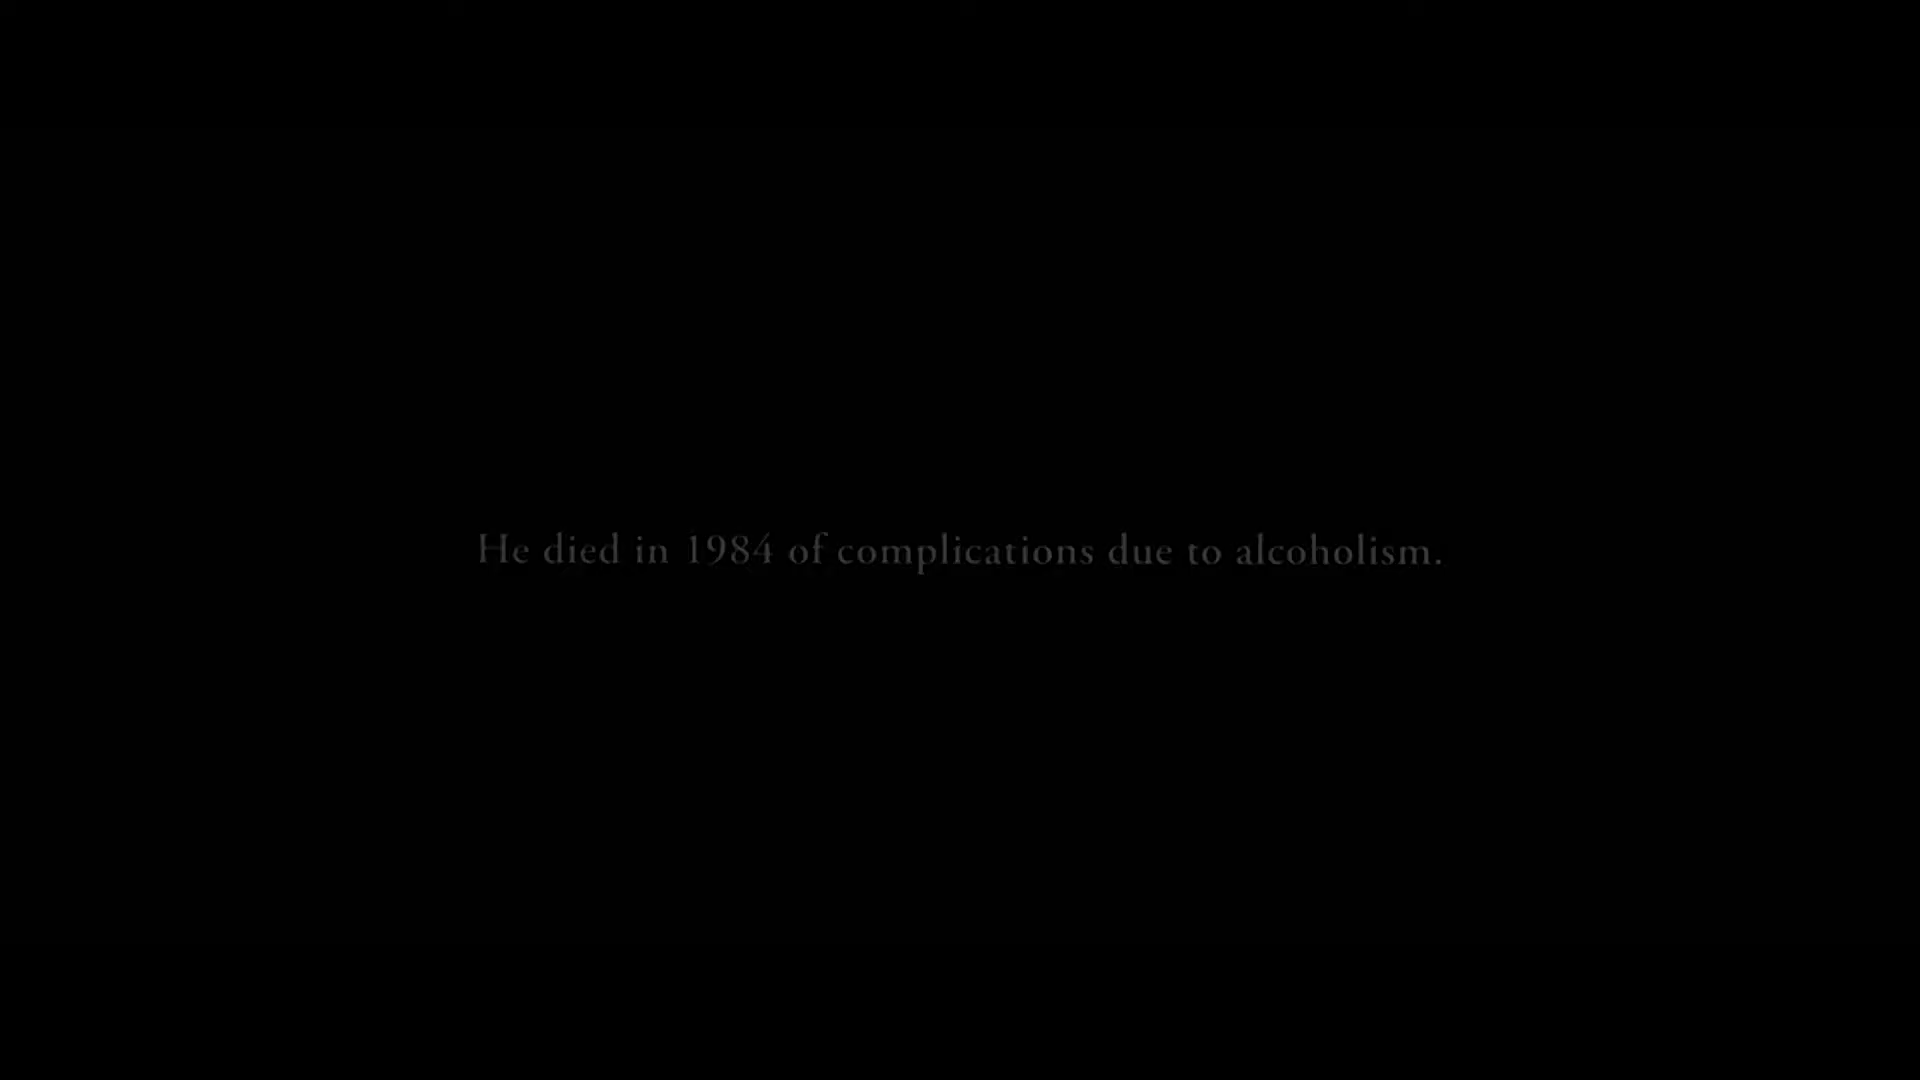 He died in 1984 of complications due to alcoholism.